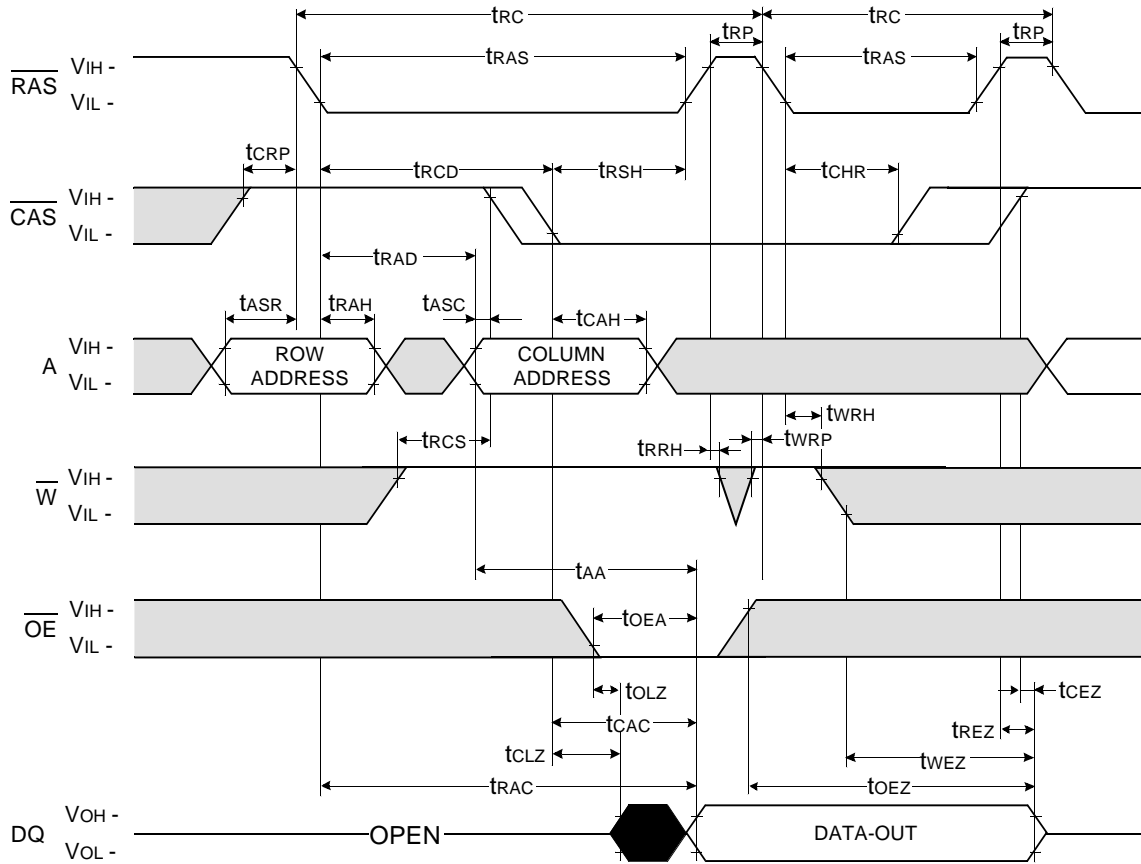 tRC tRC
tRP tRP
tRAS tRAS
RAS VIH -
VIL -
tCRP tRCD tRSH tCHR
CAS VIH -
VIL -
tRAD
tASR tRAH tASC tCAH
A VIH -
VIL -
ROW ADDRESS
COLUMN ADDRESS
tWRH
tRCS tRRH tWRP
W VIH -
VIL -
tAA
OE VIH -
VIL -
tOEA
tOLZ tCEZ
tCAC tREZ
tCLZ tWEZ
tRAC tOEZ
DQ VOH -
VOL -
OPEN DATA-OUT